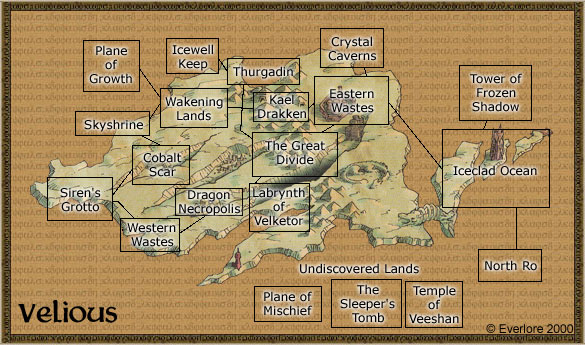 Crystal
Caverns
Icewell
Keep
Plane
of
Growth
Thurgadin
Tower of
Frozen
Shadow
Wakening
Lands
Kael
Drakken
Eastern
Wastes
Skyshrine
The Great
Divide
Cobalt
Scar
Iceclad Ocean
Siren's
Grotto
Dragon
Necropolis
Labrynth
of
Velketor
Western
Wastes
North Ro
Undiscovered Lands
Plane of
Mischief
The
Sleeper's
Tomb
Temple
of
Veeshan
Velious
© Everlore 2000